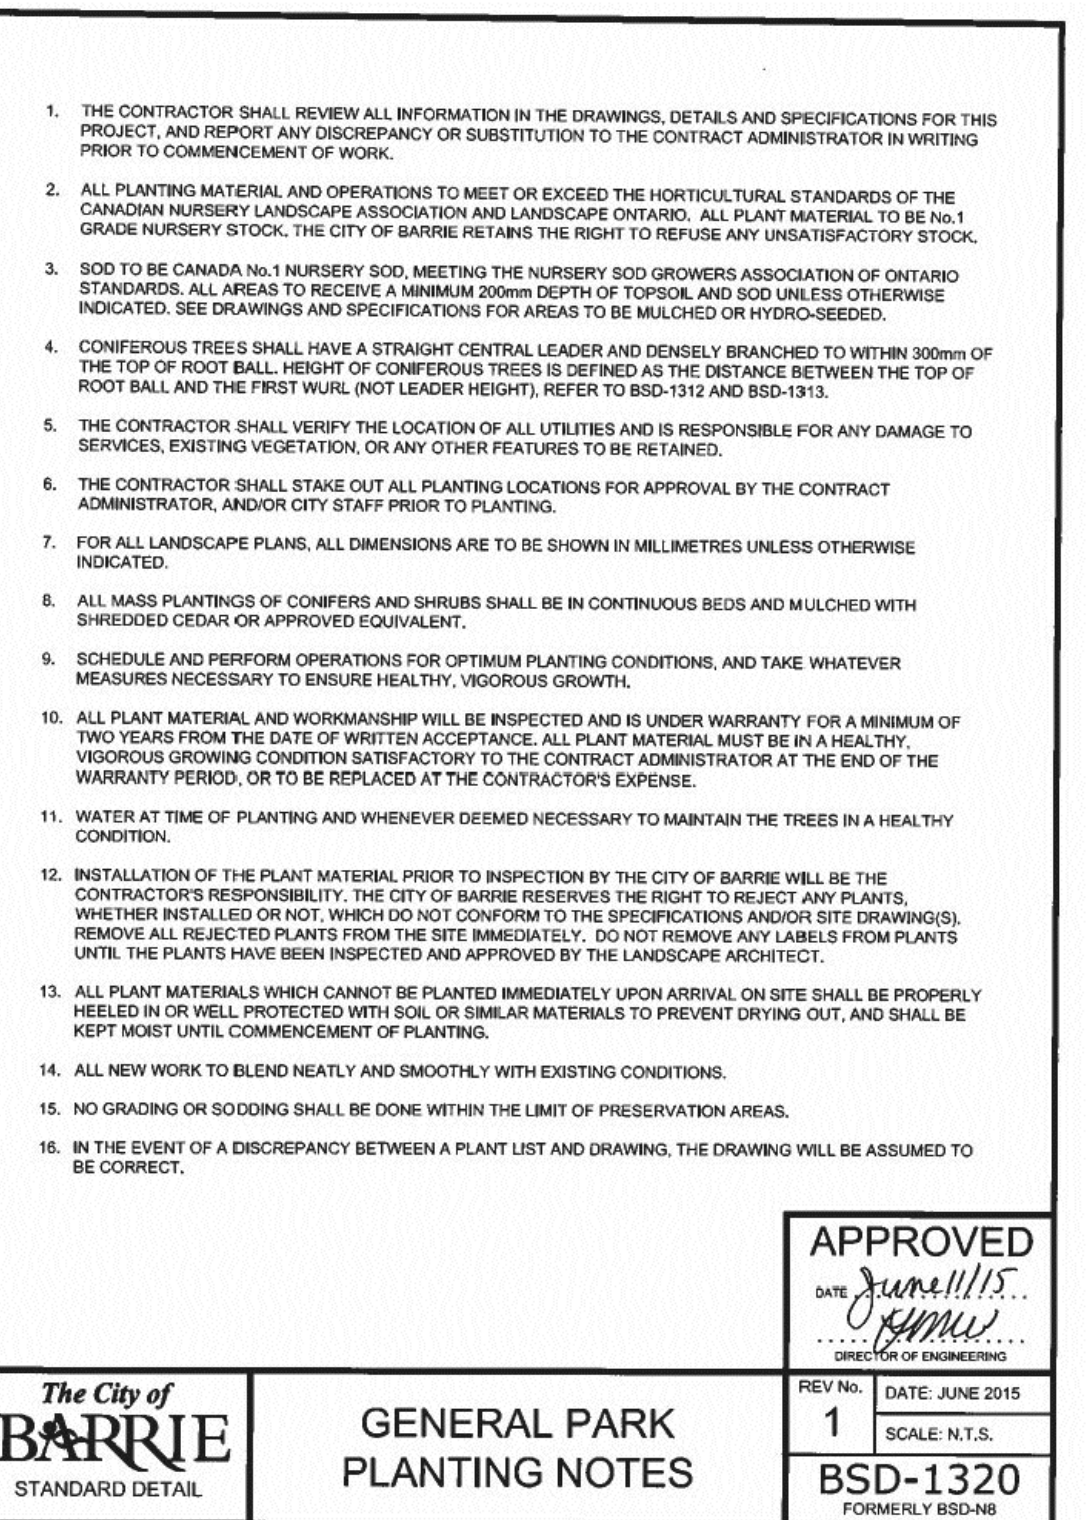 1. THE CONTRACTOR SHALL REVIEW ALL INFORMATION IN THE DRAWINGS, DETAILS AND SPECIFICATIONS FOR THIS
PROJECT, AND REPORT ANY DISCREPANCY OR SUBSTITUTION TO THE CONTRACT ADMINISTRATOR IN WRITING
PRIOR TO COMMENCEMENT OF WORK.
2. ALL PLANTING MATERIAL AND OPERATIONS TO MEET OR EXCEED THE HORTICULTURAL STANDARDS OF THE
CANADIAN NURSERY LANDSCAPE ASSOCIATION AND LANDSCAPE ONTARIO. ALL PLANT MATERIAL TO BE No.1
GRADE NURSERY STOCK. THE CITY OF BARRIE RETAINS THE RIGHT TO REFUSE ANY UNSATISFACTORY STOCK.
3. SOD TO BE CANADA No.1 NURSERY SOD, MEETING THE NURSERY SOD GROWERS ASSOCIATION OF ONTARIO
STANDARDS. ALL AREAS TO RECEIVE A MINIMUM 200mm DEPTH OF TOPSOIL AND SOD UNLESS OTHERWISE
INDICATED. SEE DRAWINGS AND SPECIFICATIONS FOR AREAS TO BE MULCHED OR HYDRO-SEEDED.
4. CONIFEROUS TREES SHALL HAVE A STRAIGHT CENTRAL LEADER AND DENSELY BRANCHED TO WITHIN 300mm OF
THE TOP OF ROOT BALL. HEIGHT OF CONIFEROUS TREES IS DEFINED AS THE DISTANCE BETWEEN THE TOP OF
ROOT BALL AND THE FIRST WURL (NOT LEADER HEIGHT), REFER TO BSD-1312 AND BSD-1313.
5. THE CONTRACTOR SHALL VERIFY THE LOCATION OF ALL UTILITIES AND IS RESPONSIBLE FOR ANY DAMAGE TO
SERVICES, EXISTING VEGETATION, OR ANY OTHER FEATURES TO BE RETAINED.
6. THE CONTRACTOR SHALL STAKE OUT ALL PLANTING LOCATIONS FOR APPROVAL BY THE CONTRACT
ADMINISTRATOR, AND/OR CITY STAFF PRIOR TO PLANTING.
7. FOR ALL LANDSCAPE PLANS, ALL DIMENSIONS ARE TO BE SHOWN IN MILLIMETRES UNLESS OTHERWISE
INDICATED.
8. ALL MASS PLANTINGS OF CONIFERS AND SHRUBS SHALL BE IN CONTINUOUS BEDS AND MULCHED WITH
SHREDDED CEDAR OR APPROVED EQUIVALENT.
9. SCHEDULE AND PERFORM OPERATIONS FOR OPTIMUM PLANTING CONDITIONS, AND TAKE WHATEVER
MEASURES NECESSARY TO ENSURE HEALTHY, VIGOROUS GROWTH.
10. ALL PLANT MATERIAL AND WORKMANSHIP WILL BE INSPECTED AND IS UNDER WARRANTY FOR A MINIMUM OF
TWO YEARS FROM THE DATE OF WRITTEN ACCEPTANCE. ALL PLANT MATERIAL MUST BE IN A HEALTHY,
VIGOROUS GROWING CONDITION SATISFACTORY TO THE CONTRACT ADMINISTRATOR AT THE END OF THE
WARRANTY PERIOD, OR TO BE REPLACED AT THE CONTRACTOR'S EXPENSE.
11. WATER AT TIME OF PLANTING AND WHENEVER DEEMED NECESSARY TO MAINTAIN THE TREES IN A HEALTHY
CONDITION.
12. INSTALLATION OF THE PLANT MATERIAL PRIOR TO INSPECTION BY THE CITY OF BARRIE WILL BE THE
CONTRACTOR'S RESPONSIBILITY. THE CITY OF BARRIE RESERVES THE RIGHT TO REJECT ANY PLANTS,
WHETHER INSTALLED OR NOT, WHICH DO NOT CONFORM TO THE SPECIFICATIONS AND/OR SITE DRAWING(S).
REMOVE ALL REJECTED PLANTS FROM THE SITE IMMEDIATELY. DO NOT REMOVE ANY LABELS FROM PLANTS
UNTIL THE PLANTS HAVE BEEN INSPECTED AND APPROVED BY THE LANDSCAPE ARCHITECT.
13. ALL PLANT MATERIALS WHICH CANNOT BE PLANTED IMMEDIATELY UPON ARRIVAL ON SITE SHALL BE PROPERLY
HEELED IN OR WELL PROTECTED WITH SOIL OR SIMILAR MATERIALS TO PREVENT DRYING OUT, AND SHALL BE
KEPT MOIST UNTIL COMMENCEMENT OF PLANTING.
14. ALL NEW WORK TO BLEND NEATLY AND SMOOTHLY WITH EXISTING CONDITIONS.
15. NO GRADING OR SODDING SHALL BE DONE WITHIN THE LIMIT OF PRESERVATION AREAS.
16. IN THE EVENT OF A DISCREPANCY BETWEEN A PLANT LIST AND DRAWING, THE DRAWING WILL BE ASSUMED TO
BE CORRECT.
APPROVED
DATE June 11/15
DIRECTOR OF ENGINEERING
The City of
BARRIE
STANDARD DETAIL
GENERAL PARK
PLANTING NOTES
REV No.
1
DATE: JUNE 2015
SCALE: N.T.S.
BSD-1320
FORMERLY BSD-N8